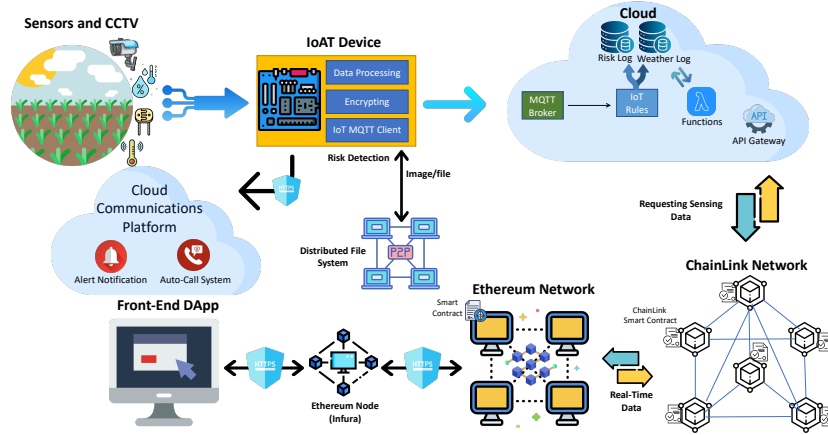 Sensors and CCTV
IoAT Device
Data Processing
Encrypting
IoT MQTT Client
Risk Detection
Cloud
Risk Log
Weather Log
MQTT
Broker
IoT
Rules
Functions
API
API Gateway
HTTPS
Image/file
Cloud
Communications
Platform
Alert Notification
Auto-Call System
Distributed File
System
P2P
Requesting Sensing
Data
ChainLink Network
Ethereum Network
Smart
Contract
ChainLink
Smart Contract
Front-End DApp
HTTPS
Ethereum Node
(Infura)
HTTPS
Real-Time
Data